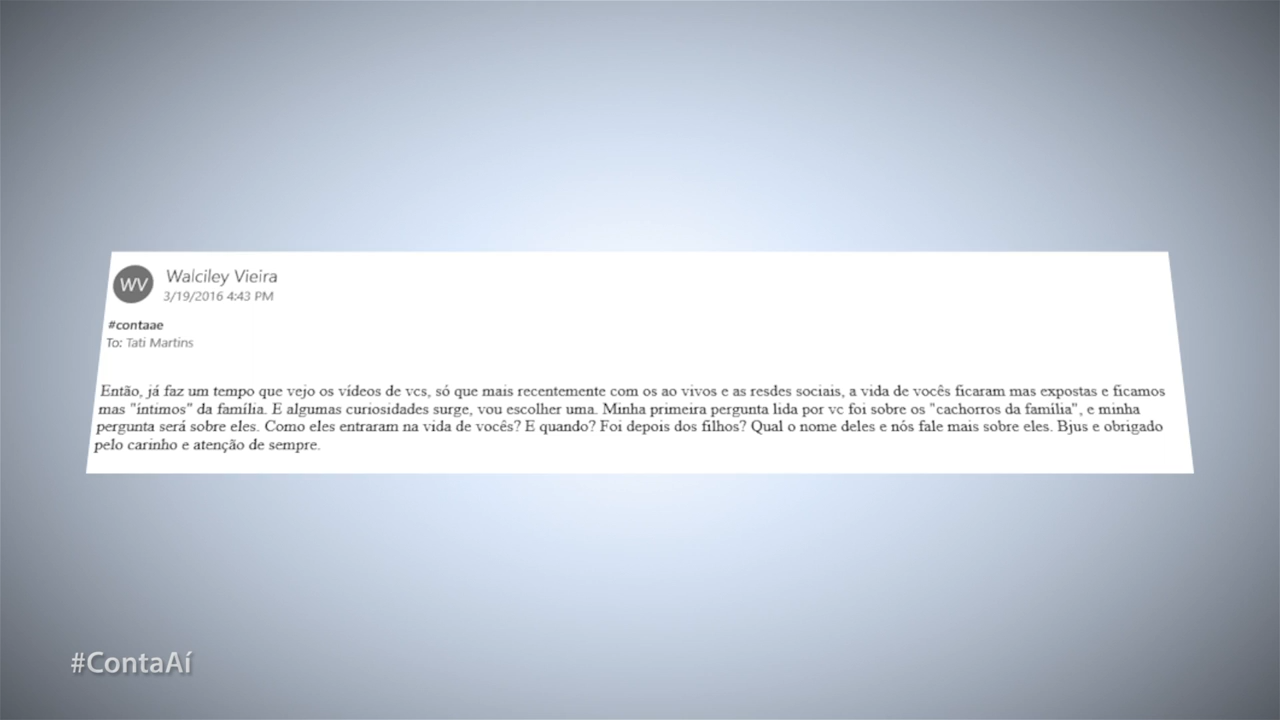 WV
Walciley Vieira
3/19/2016 4:43 PM
#contaae
To: Tati Martins
Então, já faz um tempo que vejo os vídeos de vcs, só que mais recentemente com os ao vivos e as resdes sociais, a vida de vocês ficaram mas expostas e ficamos
mas "íntimos" da família. E algumas curiosidades surge, vou escolher uma. Minha primeira pergunta lida por vc foi sobre os "cachorros da família", e minha
pergunta será sobre eles. Como eles entraram na vida de vocês? E quando? Foi depois dos filhos? Qual o nome deles e nós fale mais sobre eles. Bjus e obrigado
pelo carinho e atenção de sempre.
#ContaAí